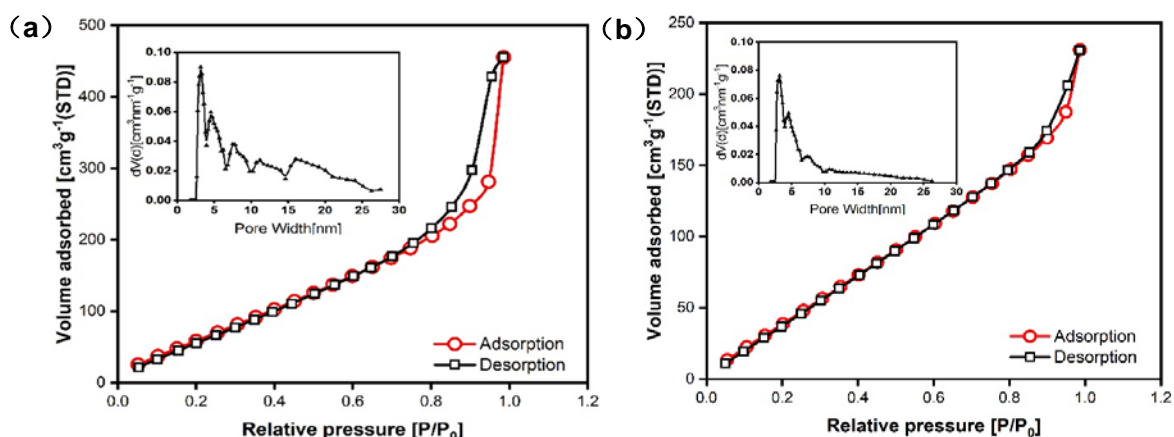 (a)
500
400
300
200
100
0
0.0 0.2 0.4 0.6 0.8 1.0 1.2
Volume adsorbed [cm³g⁻¹(STD)]
Relative pressure [P/P₀]
Adsorption
Desorption
0.10
0.08
0.06
0.04
0.02
0.00
0 5 10 15 20 25 30
dV(d)[cm³nm⁻¹g⁻¹]
Pore Width[nm]
(b)
250
200
150
100
50
0
0.0 0.2 0.4 0.6 0.8 1.0 1.2
Volume adsorbed [cm³g⁻¹(STD)]
Relative pressure [P/P₀]
Adsorption
Desorption
0.10
0.08
0.06
0.04
0.02
0.00
0 5 10 15 20 25 30
dV(d)[cm³nm⁻¹g⁻¹]
Pore Width[nm]